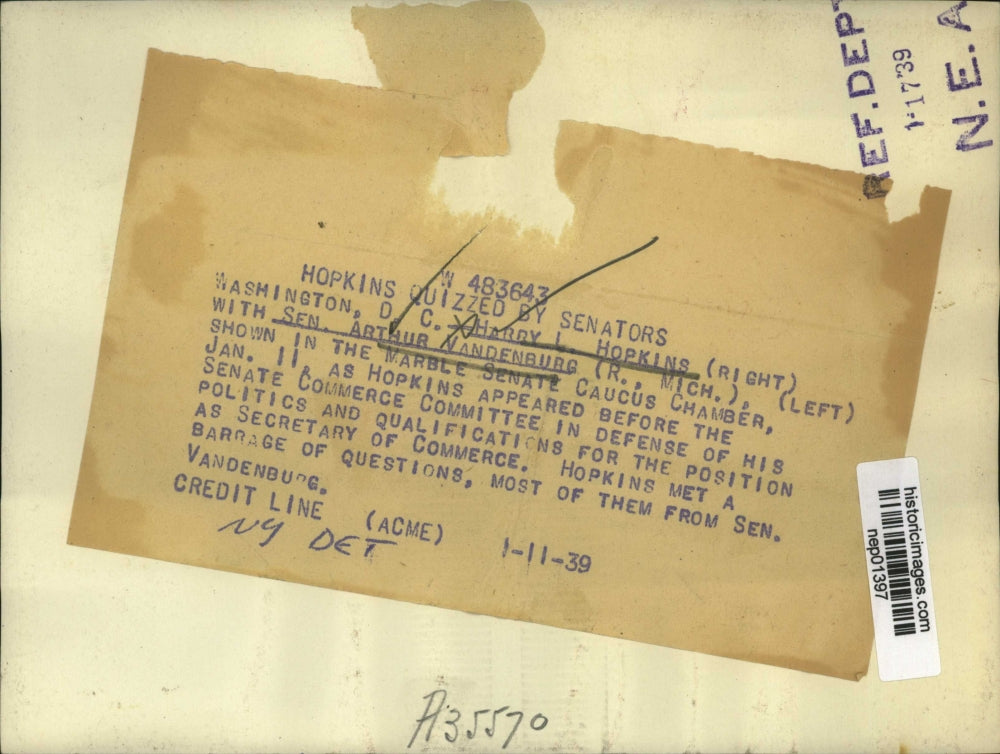 REF. DEPT
1-17 39
N.E.A
W 483643
HOPKINS QUIZZED BY SENATORS
WASHINGTON, D. C. -- HARRY L. HOPKINS (RIGHT)
WITH SEN. ARTHUR VANDENBURG (R., MICH.), (LEFT)
SHOWN IN THE MARBLE SENATE CAUCUS CHAMBER,
JAN. 11, AS HOPKINS APPEARED BEFORE THE
SENATE COMMERCE COMMITTEE IN DEFENSE OF HIS
POLITICS AND QUALIFICATIONS FOR THE POSITION
AS SECRETARY OF COMMERCE. HOPKINS MET A
BARRAGE OF QUESTIONS, MOST OF THEM FROM SEN.
VANDENBURG.
CREDIT LINE (ACME) 1-11-39
NY DET
historicimages.com
nep01397
A35570